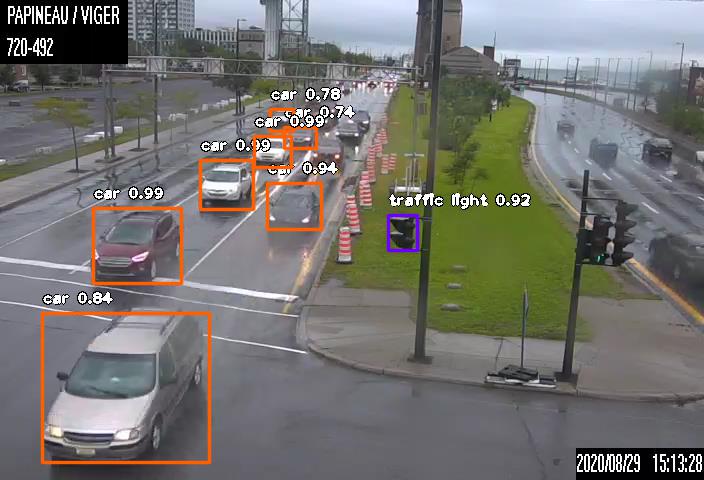 PAPINEAU / VIGER
720-492
car 0.78
car 0.74
car 0.99
car 0.99
car 0.94
car 0.99
traffic light 0.92
car 0.84
2020/08/29 15:13:28